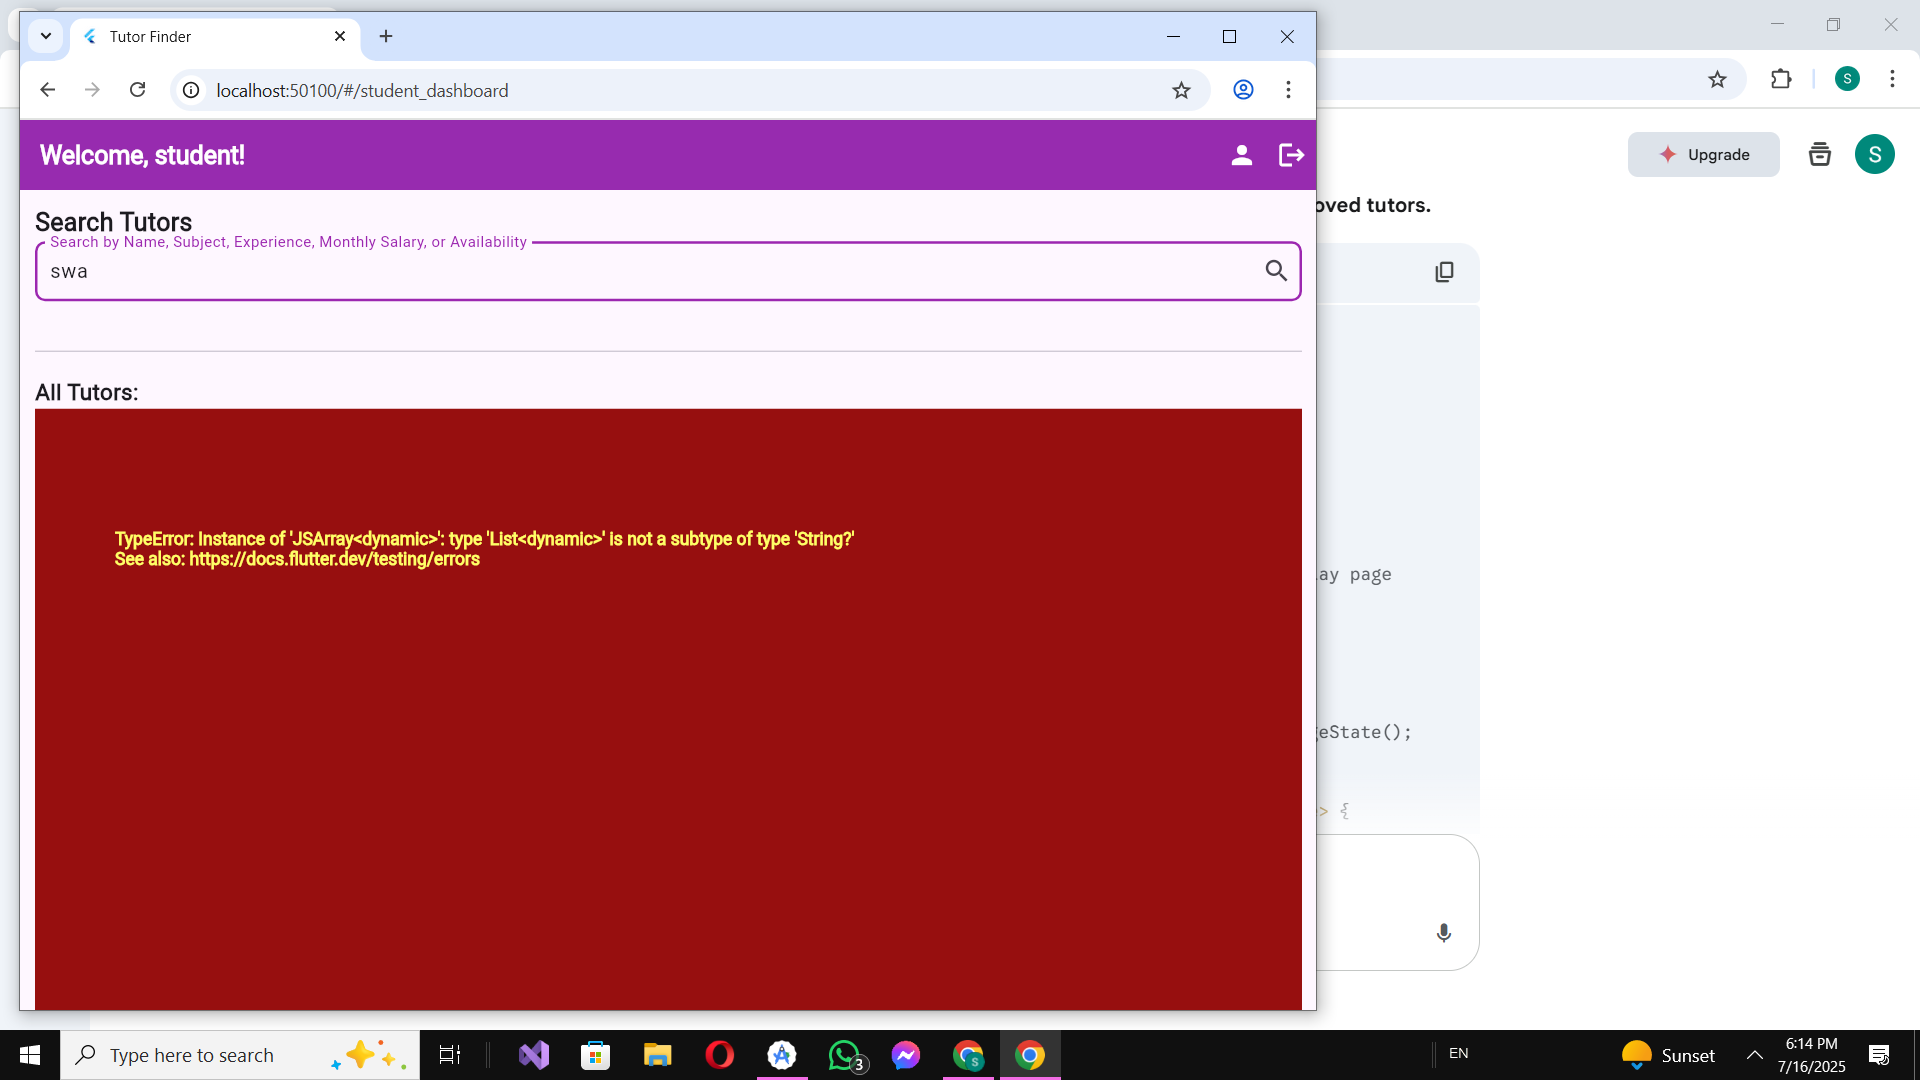 Tutor Finder
localhost:50100/#/student_dashboard
S
Welcome, student!
Upgrade
S
oved tutors.
Search Tutors
Search by Name, Subject, Experience, Monthly Salary, or Availability
swa
All Tutors:
TypeError: Instance of 'JSArray<dynamic>': type 'List<dynamic>' is not a subtype of type 'String?'
See also: https://docs.flutter.dev/testing/errors
ay page
eState();
> {
Type here to search
3
S
EN
Sunset
6:14 PM
7/16/2025